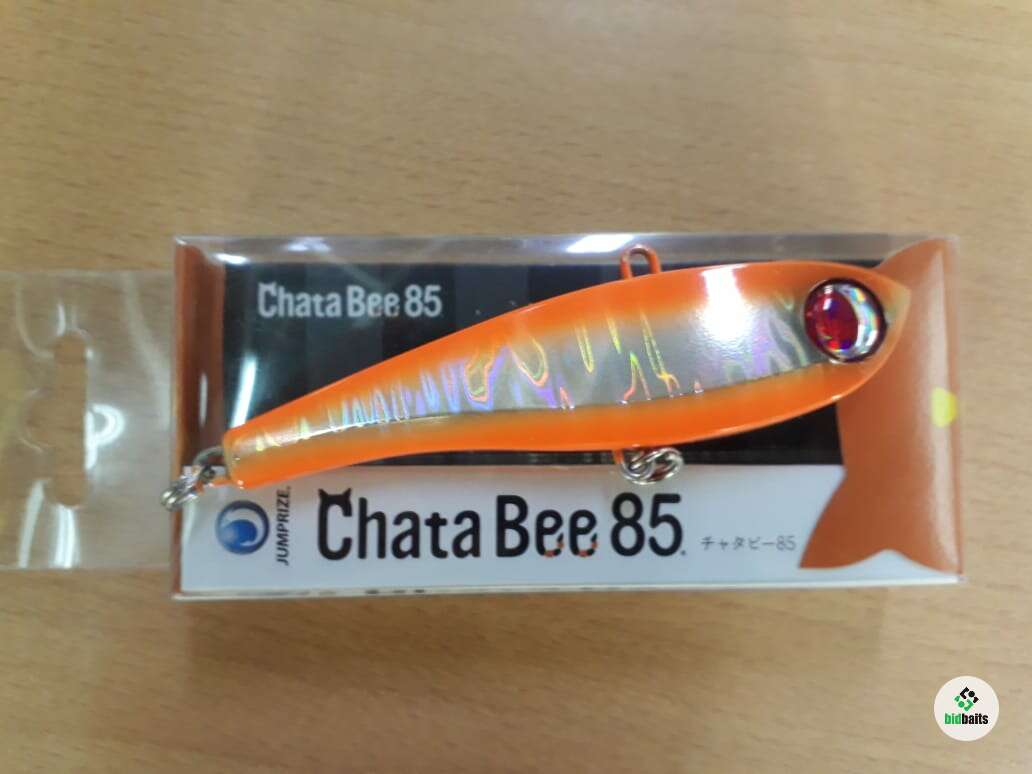 Chata Bee 85
JUMPRIZE.
Chata Bee 85.
チャタビー85
bidbaits